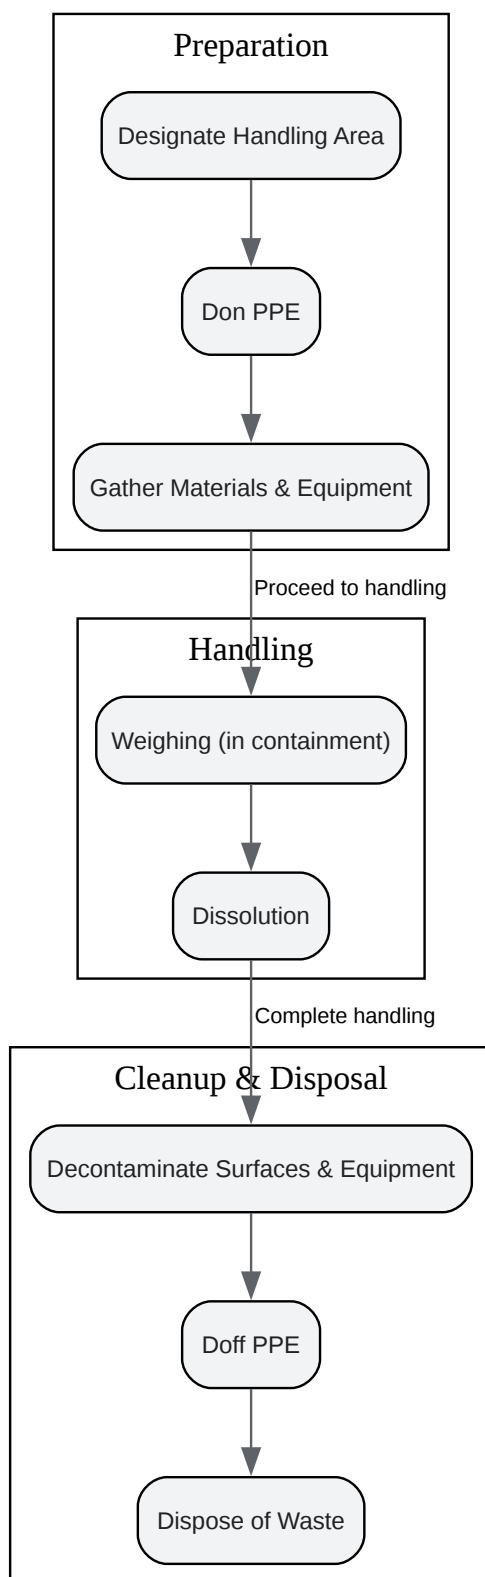 Preparation
Designate Handling Area
Don PPE
Gather Materials & Equipment
Proceed to handling
Handling
Weighing (in containment)
Dissolution
Complete handling
Cleanup & Disposal
Decontaminate Surfaces & Equipment
Doff PPE
Dispose of Waste